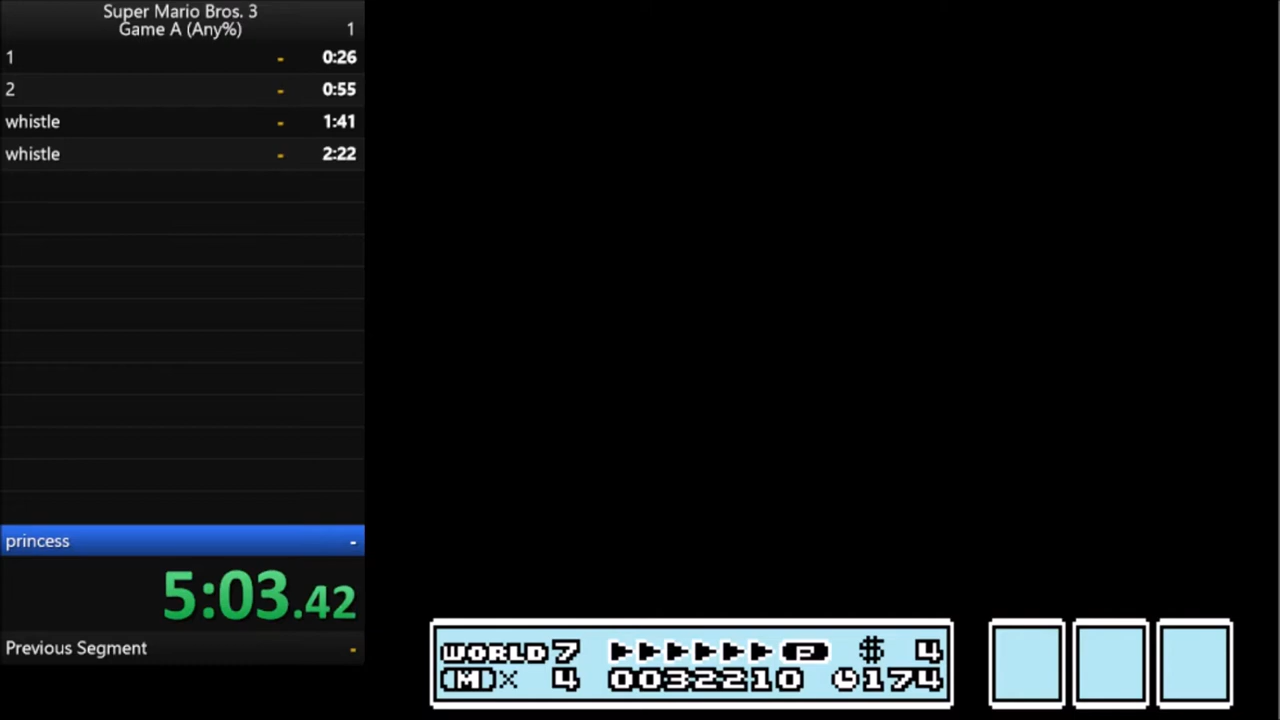 Super Mario Bros. 3
Game A (Any%) 1
1 - 0:26
2 - 0:55
whistle - 1:41
whistle - 2:22
princess -
5:03.42
Previous Segment -
WORLD 7 P $ 4
(M)× 4 0032210 174